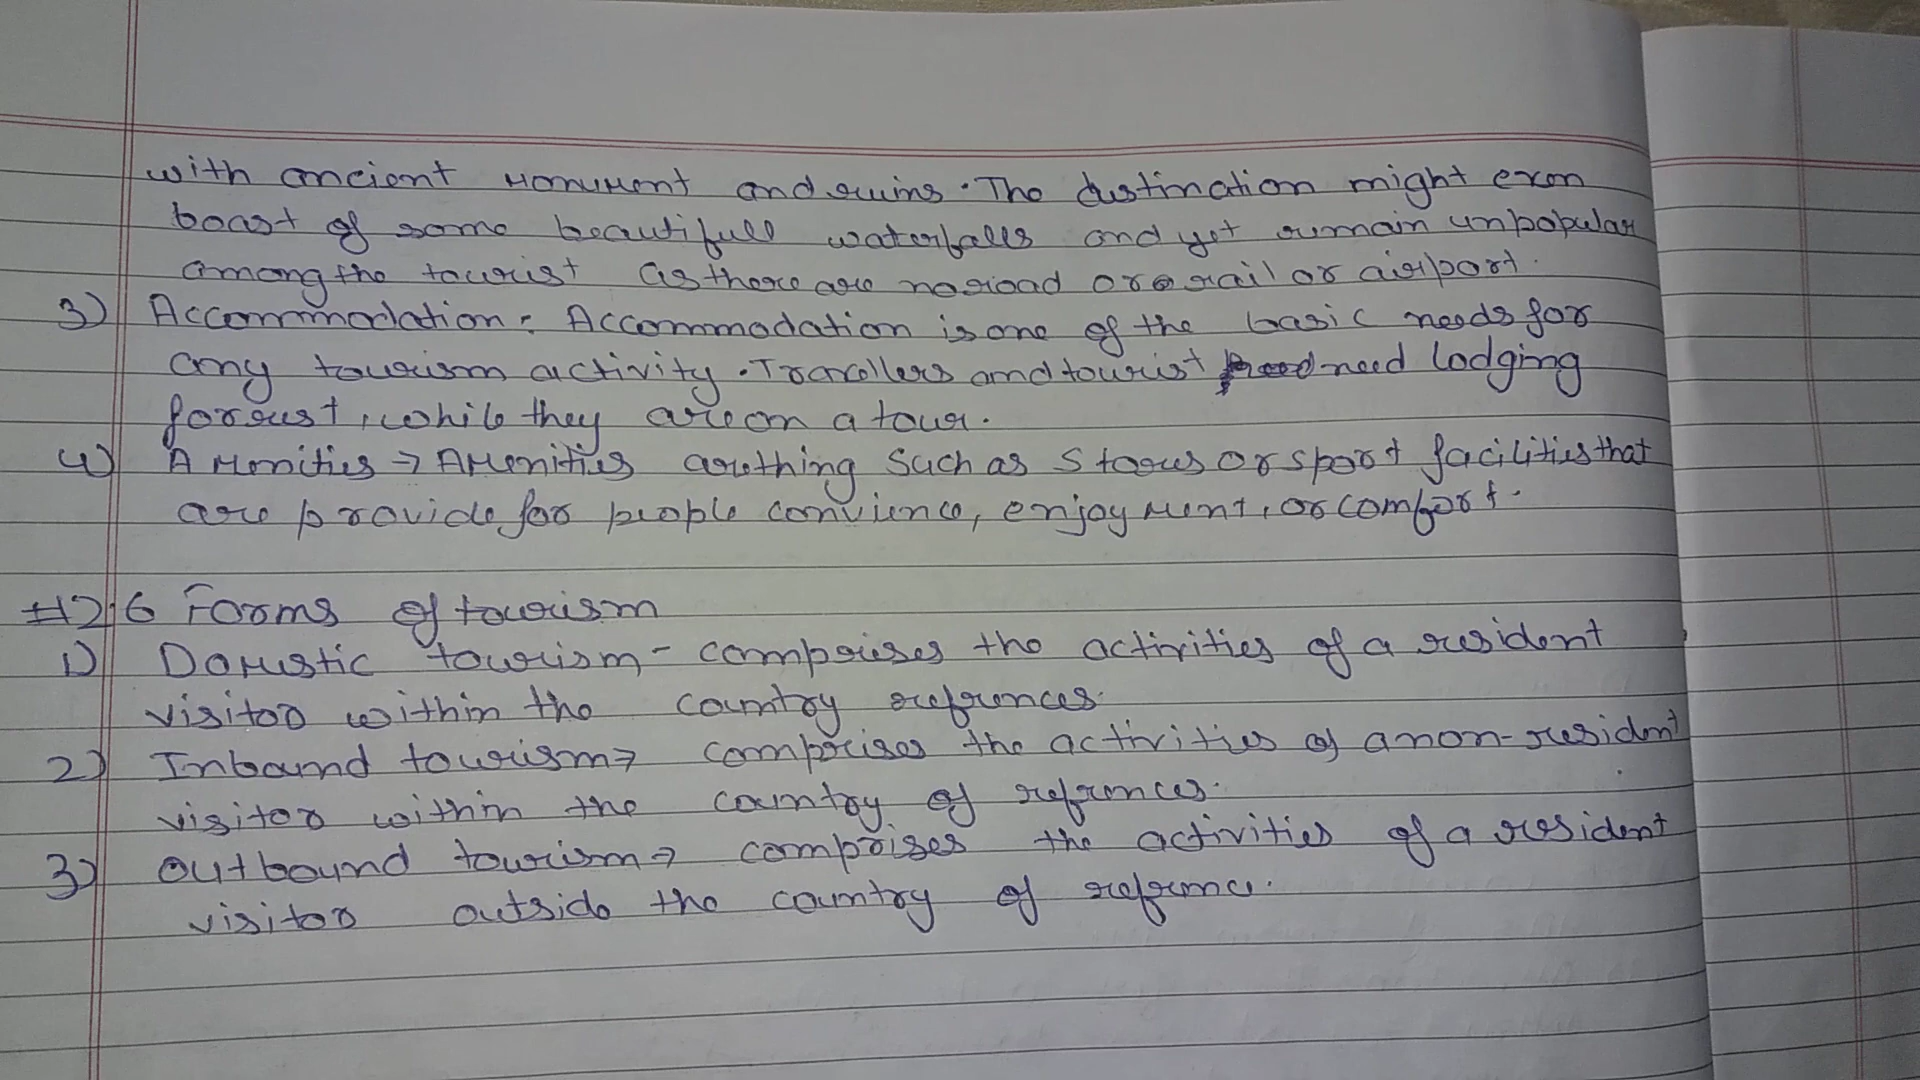 with ancient monument and ruins. The destination might even
boast of some beautifull waterfalls and yet remain unpopular
among the tourist as there are no road or rail or airport.
3) Accommodation: Accommodation is one of the basic needs for
any tourism activity. Travellers and tourist need lodging
for rest, while they are on a tour.
4) Amenities → Amenities are thing such as stores or sport facilities that
are provide for people convience, enjoyment, or comfort.
#2.6 Forms of tourism
1) Domestic tourism - comprises the activities of a resident
visitor within the country refrences.
2) Inbound tourism → comprises the activities of a non-resident
visitor within the country of refrences.
3) Outbound tourism → comprises the activities of a resident
visitor outside the country of refrence.